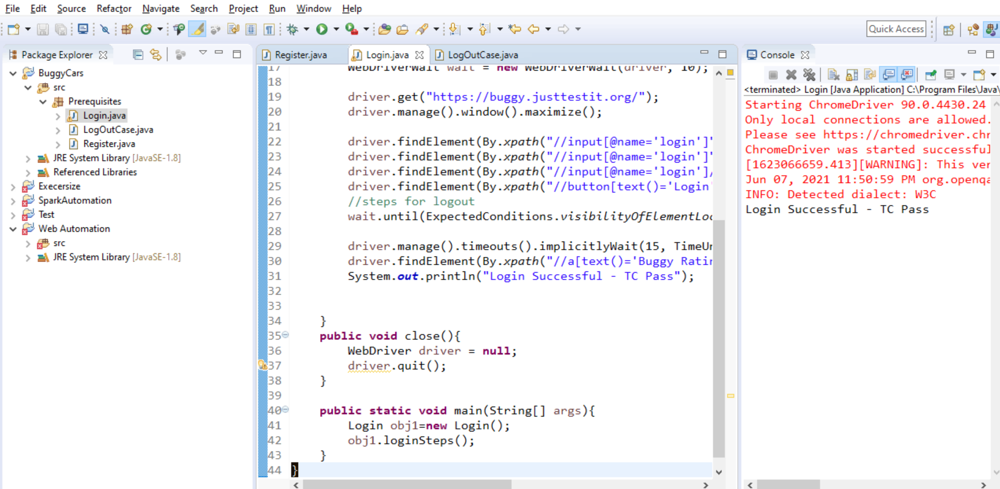 File Edit Source Refactor Navigate Search Project Run Window Help
Quick Access
Package Explorer
BuggyCars
src
Prerequisites
Login.java
LogOutCase.java
Register.java
JRE System Library [JavaSE-1.8]
Referenced Libraries
Execersize
SparkAutomation
Test
Web Automation
src
JRE System Library [JavaSE-1.8]
Register.java Login.java LogOutCase.java
17 WebDriverWait wait = new WebDriverWait(driver, 10);
18
19 driver.get("https://buggy.justtestit.org/");
20 driver.manage().window().maximize();
21
22 driver.findElement(By.xpath("//input[@name='login']"
23 driver.findElement(By.xpath("//input[@name='login']"
24 driver.findElement(By.xpath("//input[@name='login']/
25 driver.findElement(By.xpath("//button[text()='Login'
26 //steps for logout
27 wait.until(ExpectedConditions.visibilityOfElementLoc
28
29 driver.manage().timeouts().implicitlyWait(15, TimeUn
30 driver.findElement(By.xpath("//a[text()='Buggy Ratin
31 System.out.println("Login Successful - TC Pass");
32
33
34 }
35 public void close(){
36 WebDriver driver = null;
37 driver.quit();
38 }
39
40 public static void main(String[] args){
41 Login obj1=new Login();
42 obj1.loginSteps();
43 }
44 }
Console
<terminated> Login [Java Application] C:\Program Files\Java\
Starting ChromeDriver 90.0.4430.24
Only local connections are allowed.
Please see https://chromedriver.chr
ChromeDriver was started successful
[1623066659.413][WARNING]: This ver
Jun 07, 2021 11:50:59 PM org.openqa
INFO: Detected dialect: W3C
Login Successful - TC Pass